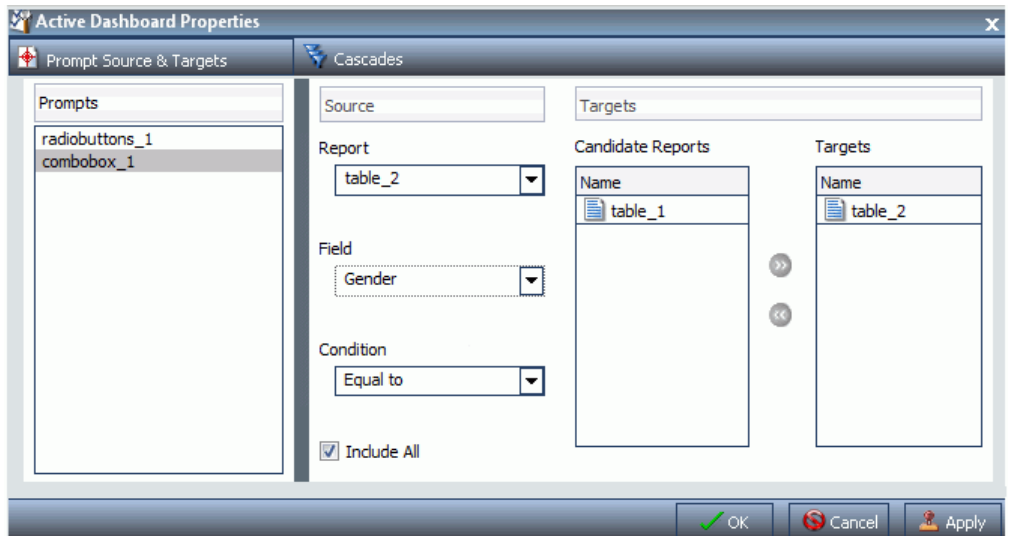 Active Dashboard Properties
x
Prompt Source & Targets
Cascades
Prompts
radiobuttons_1
combobox_1
Source
Report
table_2
Field
Gender
Condition
Equal to
Include All
Targets
Candidate Reports
Name
table_1
Targets
Name
table_2
OK
Cancel
Apply